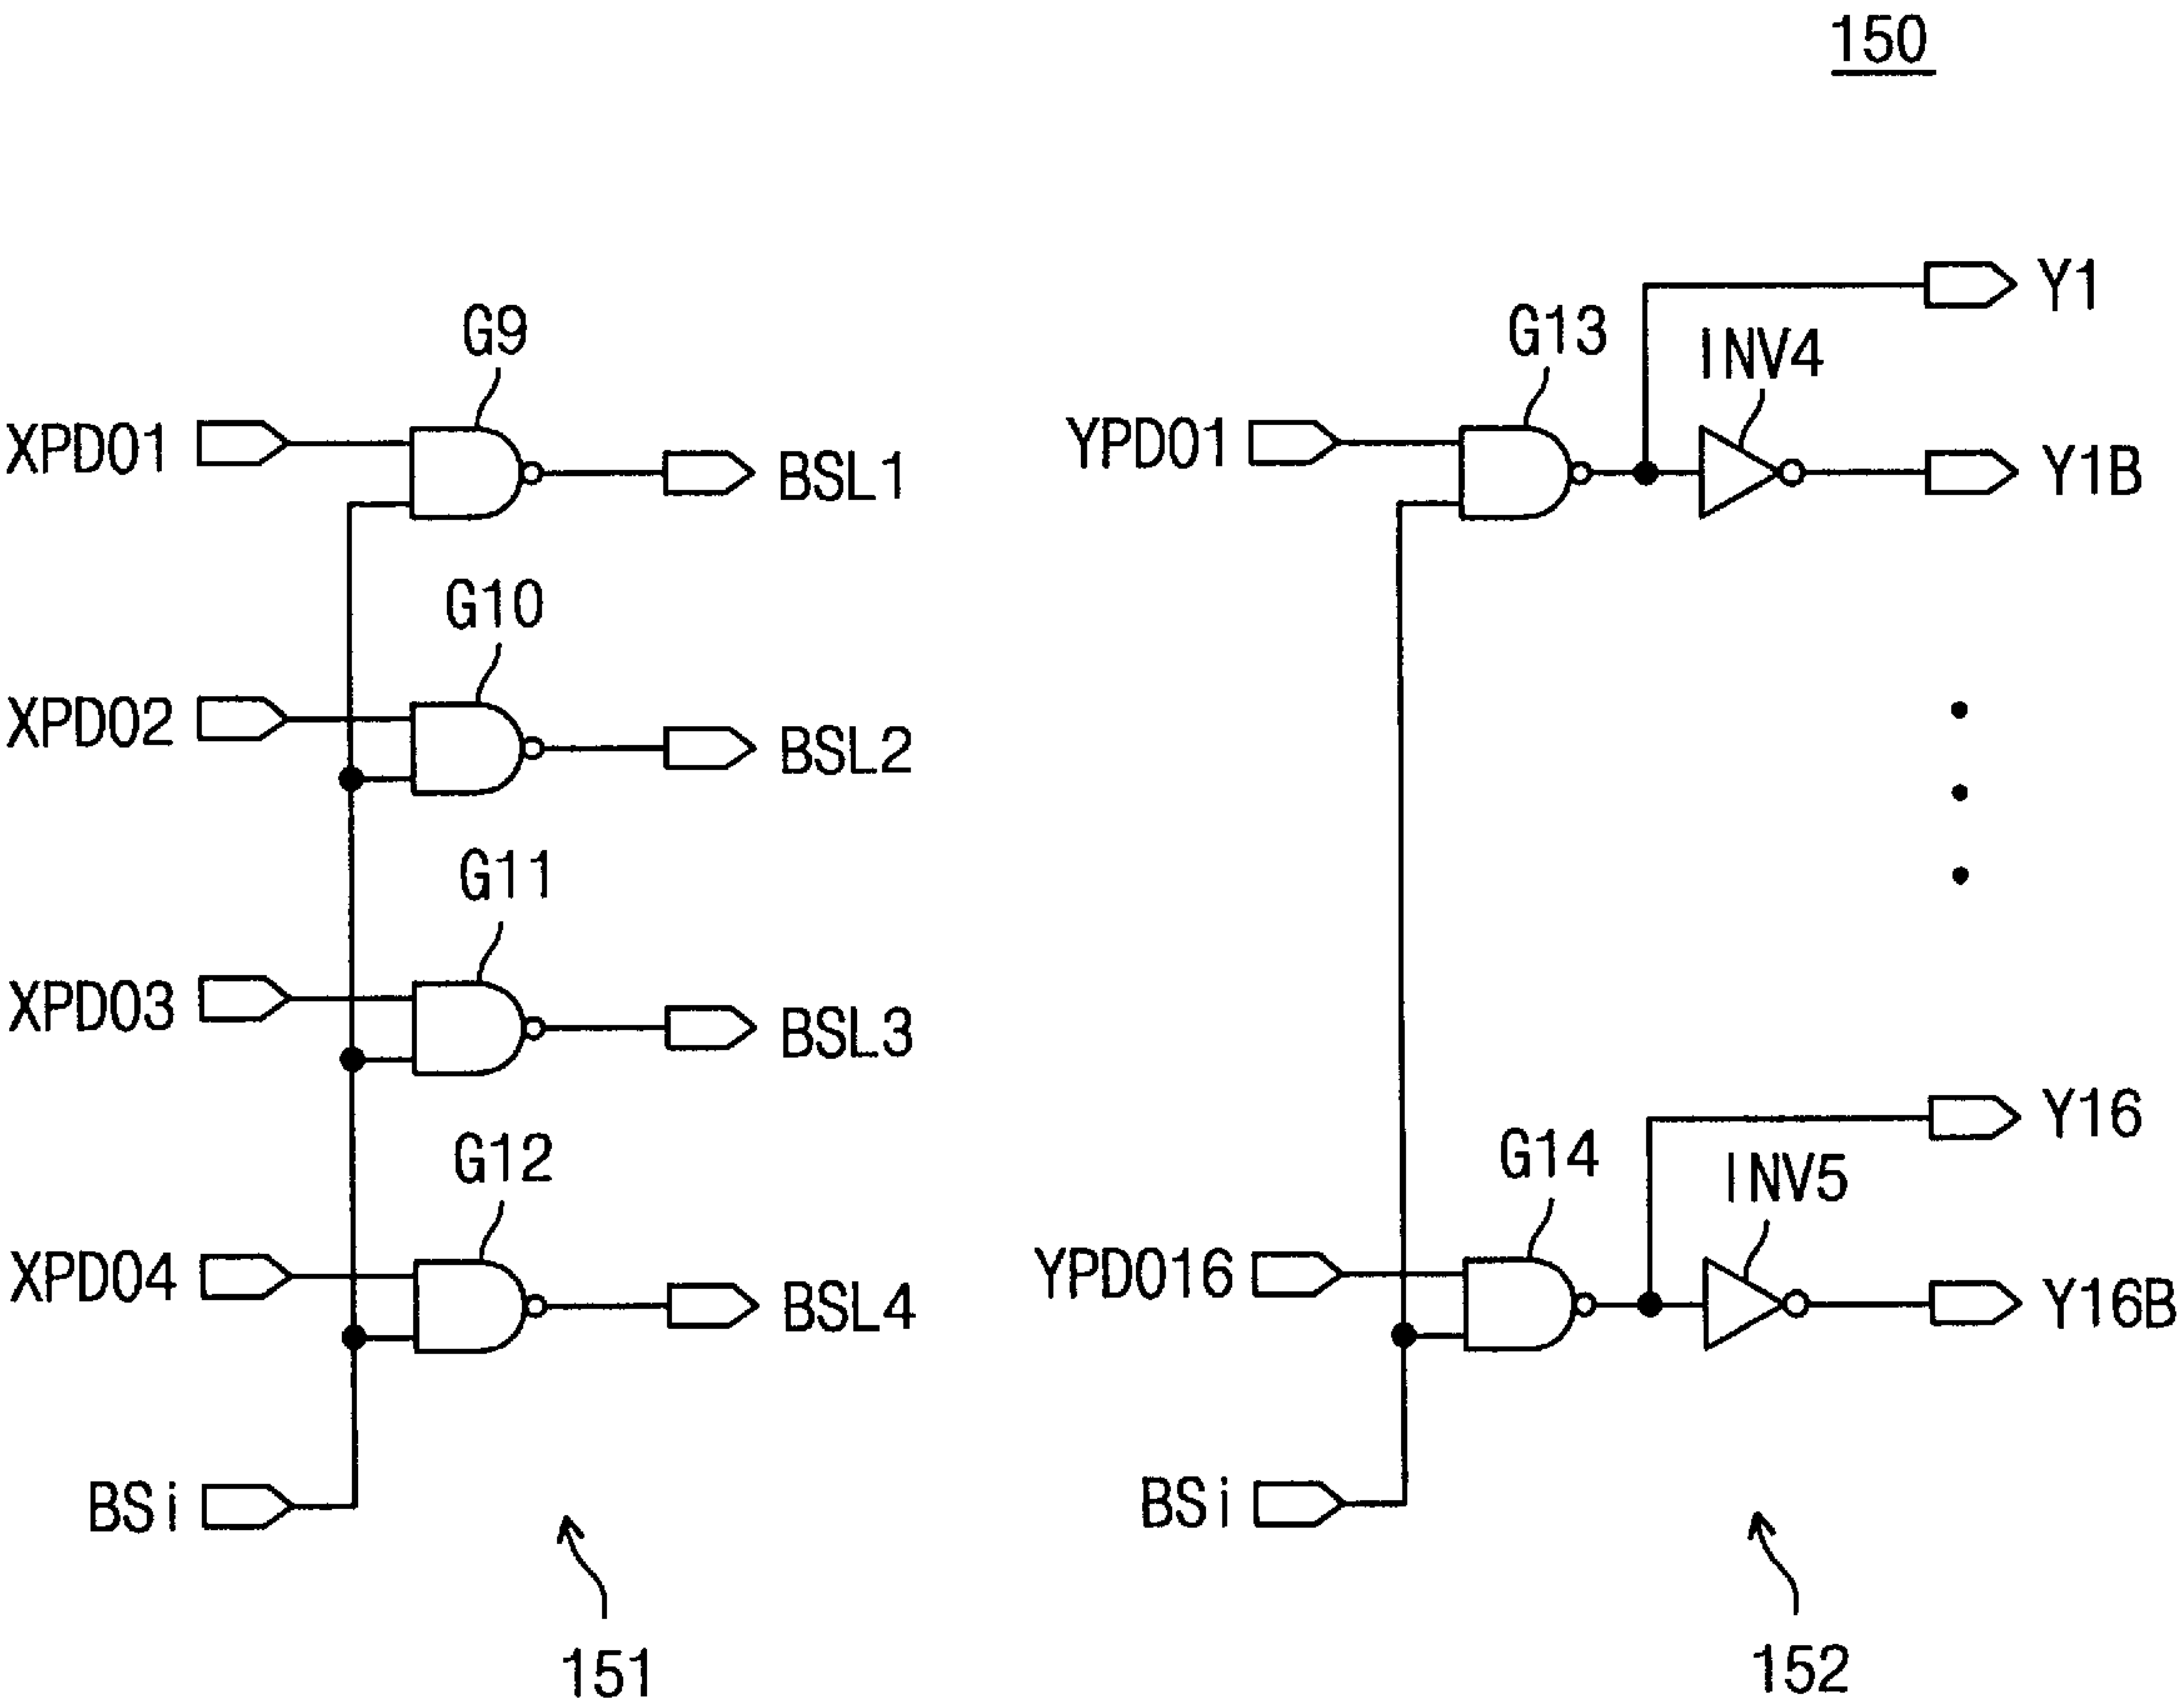 150
G9
XPD01
BSL1
G10
XPD02
BSL2
G11
XPD03
BSL3
G12
XPD04
BSL4
BSi
151
Y1
G13
INV4
YPD01
Y1B
Y16
G14
INV5
YPD016
Y16B
BSi
152